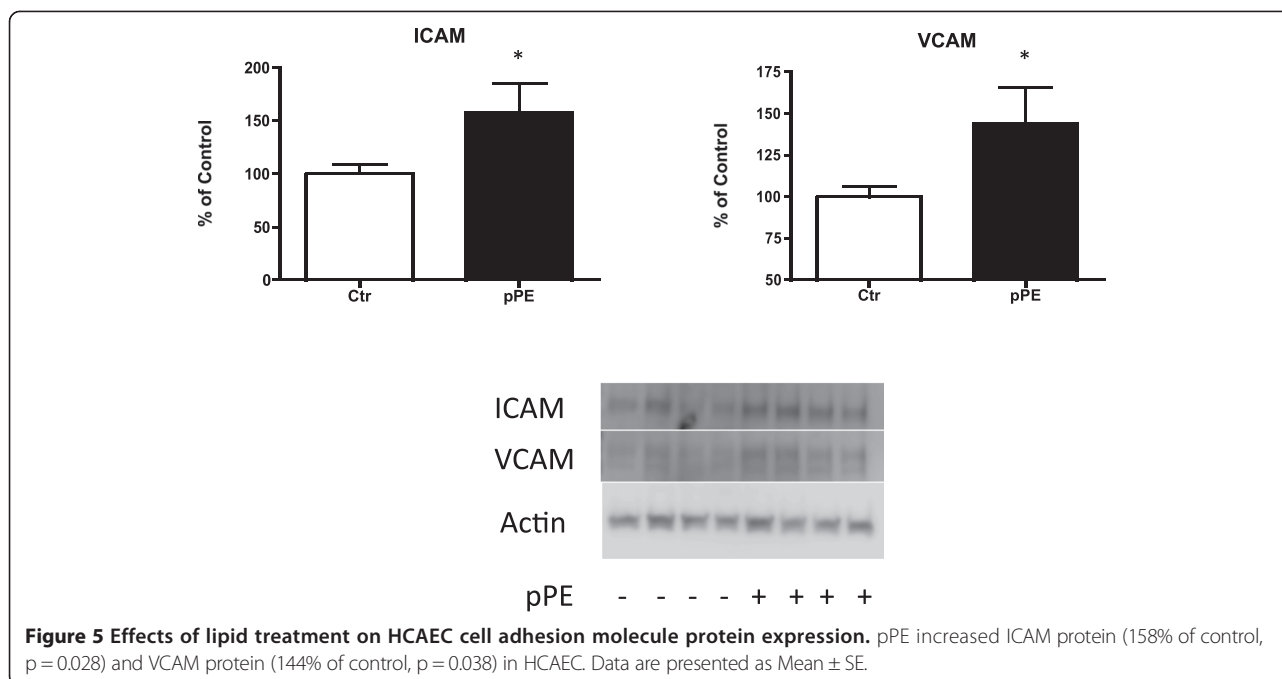 ICAM
*
% of Control
200
150
100
50
0
Ctr pPE
VCAM
*
% of Control
175
150
125
100
75
50
Ctr pPE
ICAM
VCAM
Actin
pPE - - - - + + + +
Figure 5 Effects of lipid treatment on HCAEC cell adhesion molecule protein expression. pPE increased ICAM protein (158% of control,
p = 0.028) and VCAM protein (144% of control, p = 0.038) in HCAEC. Data are presented as Mean ± SE.